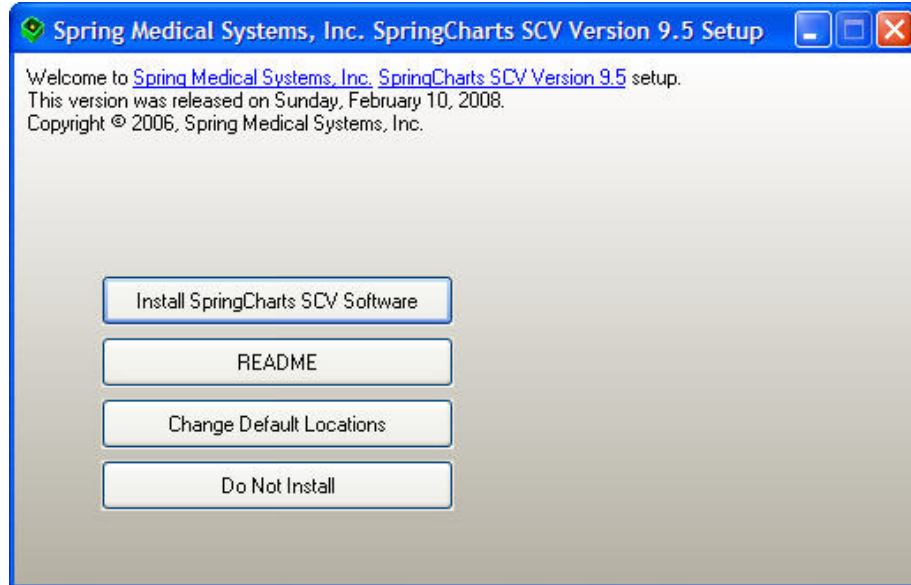 Spring Medical Systems, Inc. SpringCharts SCV Version 9.5 Setup
Welcome to Spring Medical Systems, Inc. SpringCharts SCV Version 9.5 setup.
This version was released on Sunday, February 10, 2008.
Copyright © 2006, Spring Medical Systems, Inc.
Install SpringCharts SCV Software
README
Change Default Locations
Do Not Install